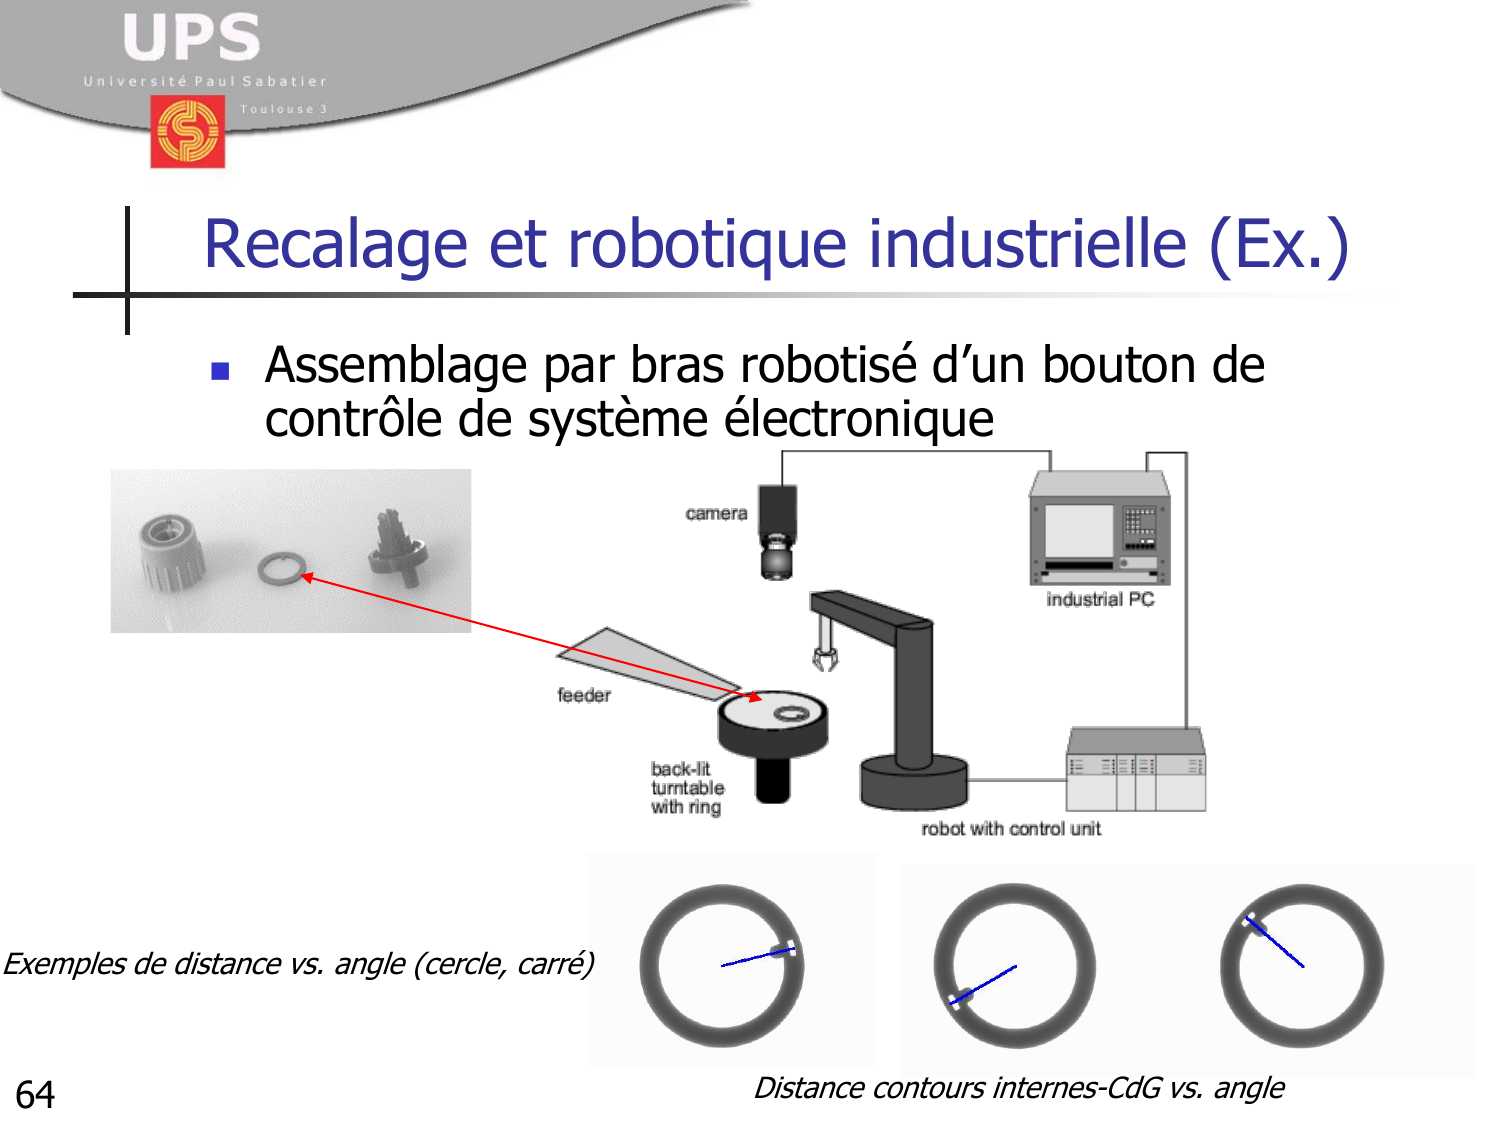 UPS
Université Paul Sabatier
Toulouse 3
Recalage et robotique industrielle (Ex.)
Assemblage par bras robotisé d’un bouton de
contrôle de système électronique
camera
industrial PC
feeder
back-lit
turntable
with ring
robot with control unit
Exemples de distance vs. angle (cercle, carré)
Distance contours internes-CdG vs. angle
64